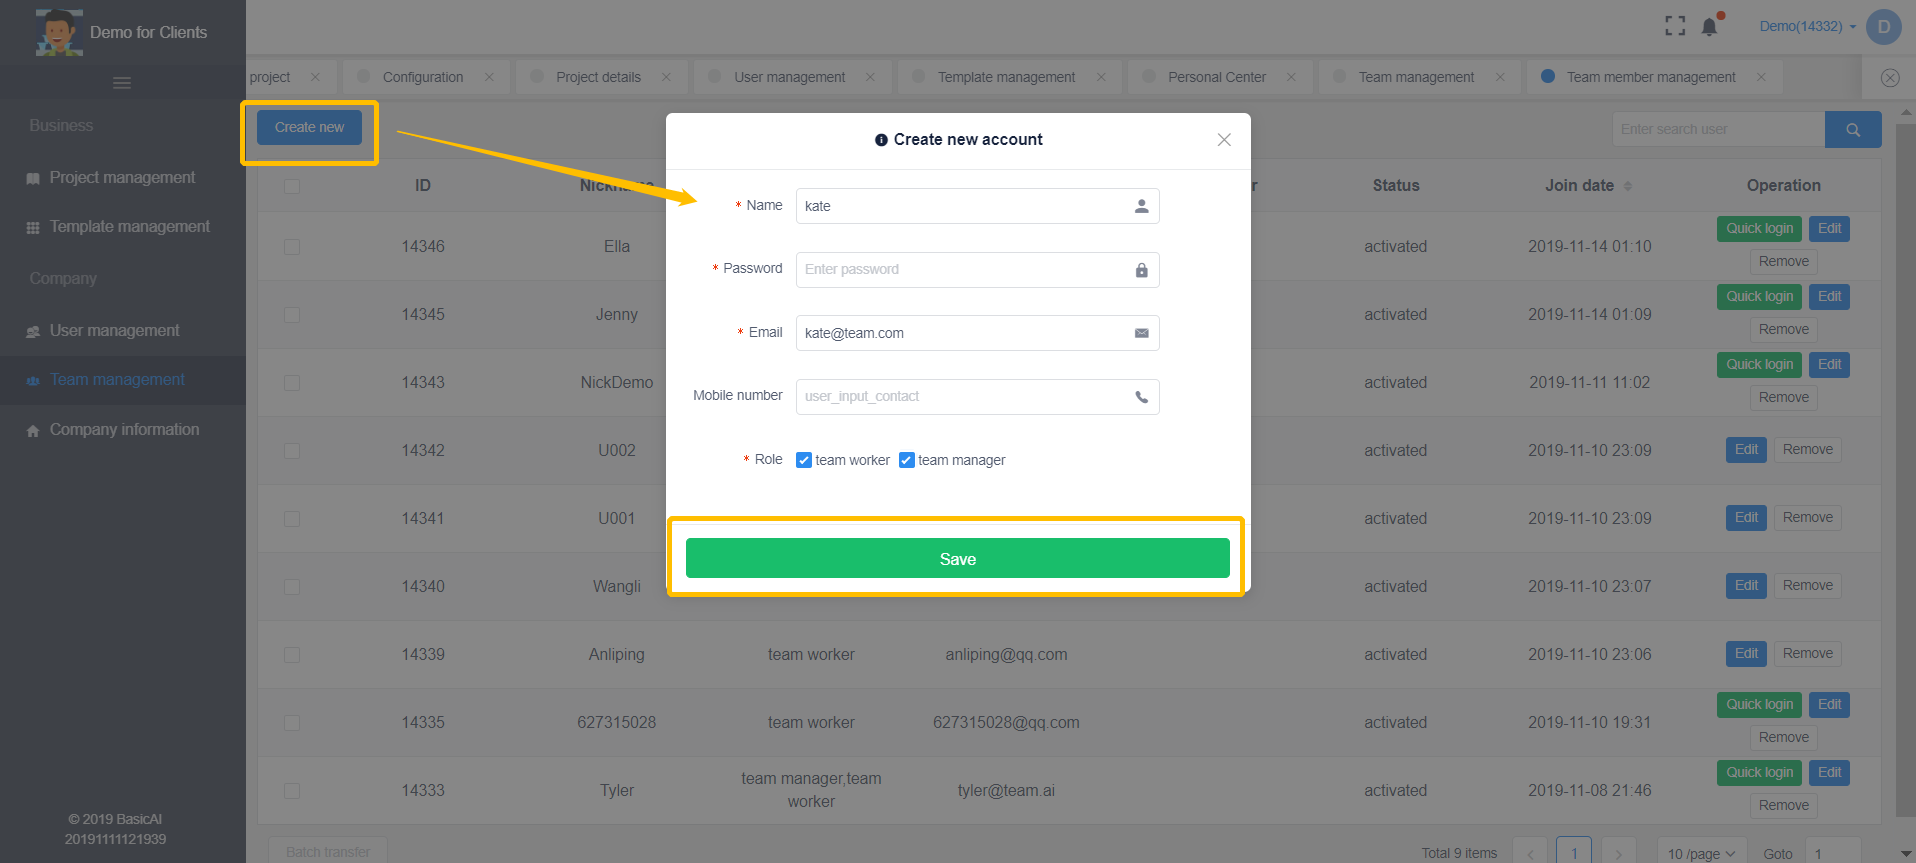 Demo for Clients
Demo(14332)
D
project
Configuration
Project details
User management
Template management
Personal Center
Team management
Team member management
Business
Project management
Template management
Company
User management
Team management
Company information
© 2019 BasicAI
20191111121939
Create new
Enter search user
ID
Nickname
r
Status
Join date
Operation
14346
Ella
activated
2019-11-14 01:10
Quick login
Edit
Remove
14345
Jenny
activated
2019-11-14 01:09
Quick login
Edit
Remove
14343
NickDemo
activated
2019-11-11 11:02
Quick login
Edit
Remove
14342
U002
activated
2019-11-10 23:09
Edit
Remove
14341
U001
activated
2019-11-10 23:09
Edit
Remove
14340
Wangli
activated
2019-11-10 23:07
Edit
Remove
14339
Anliping
team worker
anliping@qq.com
activated
2019-11-10 23:06
Edit
Remove
14335
627315028
team worker
627315028@qq.com
activated
2019-11-10 19:31
Quick login
Edit
Remove
14333
Tyler
team manager,team
worker
tyler@team.ai
activated
2019-11-08 21:46
Quick login
Edit
Remove
Batch transfer
Total 9 items
1
10 /page
Goto
1
Create new account
* Name
kate
* Password
Enter password
* Email
kate@team.com
Mobile number
user_input_contact
* Role
team worker
team manager
Save